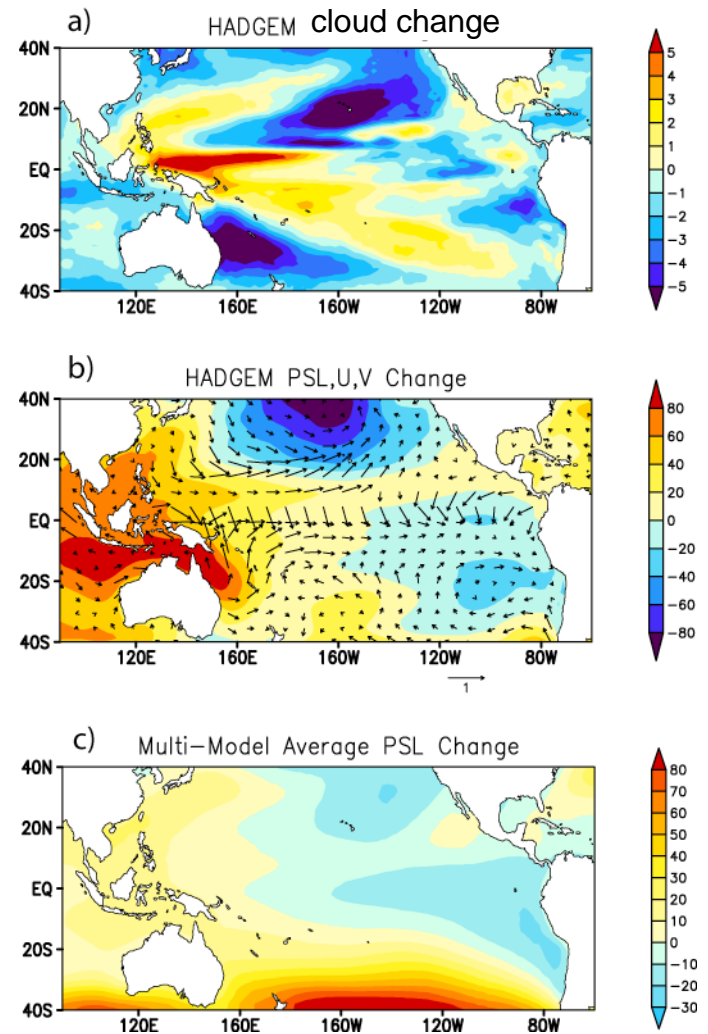 a) HADGEM cloud change
40N
20N
EQ
20S
40S
120E 160E 160W 120W 80W
5
4
3
2
1
0
−1
−2
−3
−4
−5
b) HADGEM PSL,U,V Change
40N
20N
EQ
20S
40S
120E 160E 160W 120W 80W
1
80
60
40
20
0
−20
−40
−60
−80
c) Multi−Model Average PSL Change
40N
20N
EQ
20S
40S
120E 160E 160W 120W 80W
80
70
60
50
40
30
20
10
0
−10
−20
−30